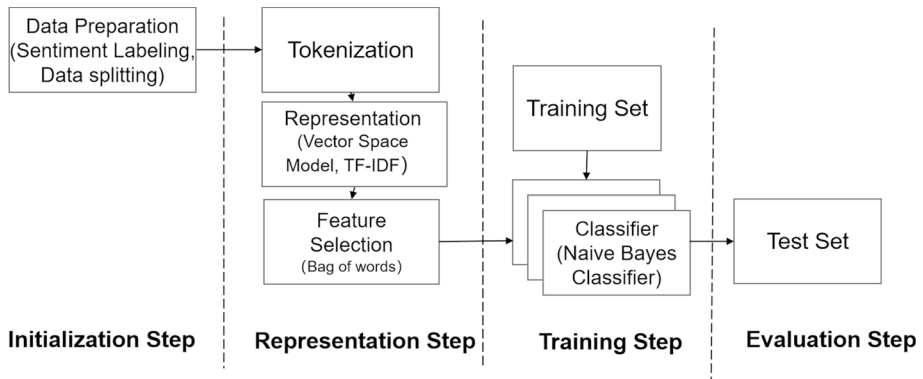 Data Preparation
(Sentiment Labeling,
Data splitting)
Tokenization
Representation
(Vector Space
Model, TF-IDF)
Feature
Selection
(Bag of words)
Training Set
Classifier
(Naive Bayes
Classifier)
Test Set
Initialization Step
Representation Step
Training Step
Evaluation Step